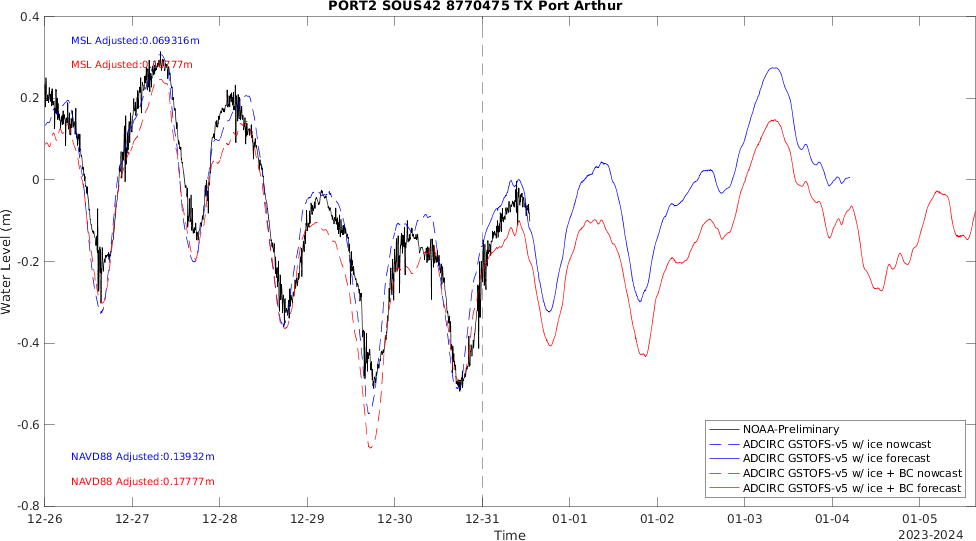 PORT2 SOUS42 8770475 TX Port Arthur
0.4
MSL Adjusted:0.069316m
MSL Adjusted:
0.2
0
-0.2
-0.4
-0.6
-0.8
Water Level (m)
NAVD88 Adjusted:0.13932m
NAVD88 Adjusted:0.17777m
NOAA-Preliminary
ADCIRC GSTOFS-v5 w/ ice nowcast
ADCIRC GSTOFS-v5 w/ ice forecast
ADCIRC GSTOFS-v5 w/ ice + BC nowcast
ADCIRC GSTOFS-v5 w/ ice + BC forecast
12-26 12-27 12-28 12-29 12-30 12-31 01-01 01-02 01-03 01-04 01-05
Time
2023-2024